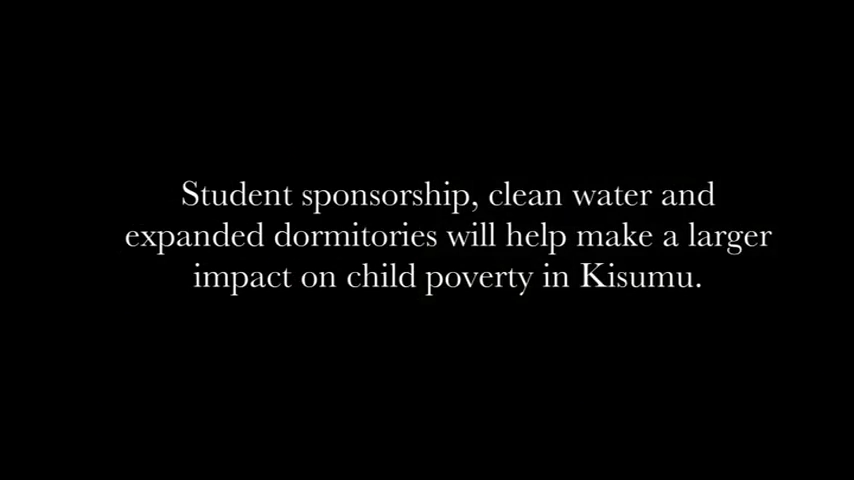 Student sponsorship, clean water and
expanded dormitories will help make a larger
impact on child poverty in Kisumu.